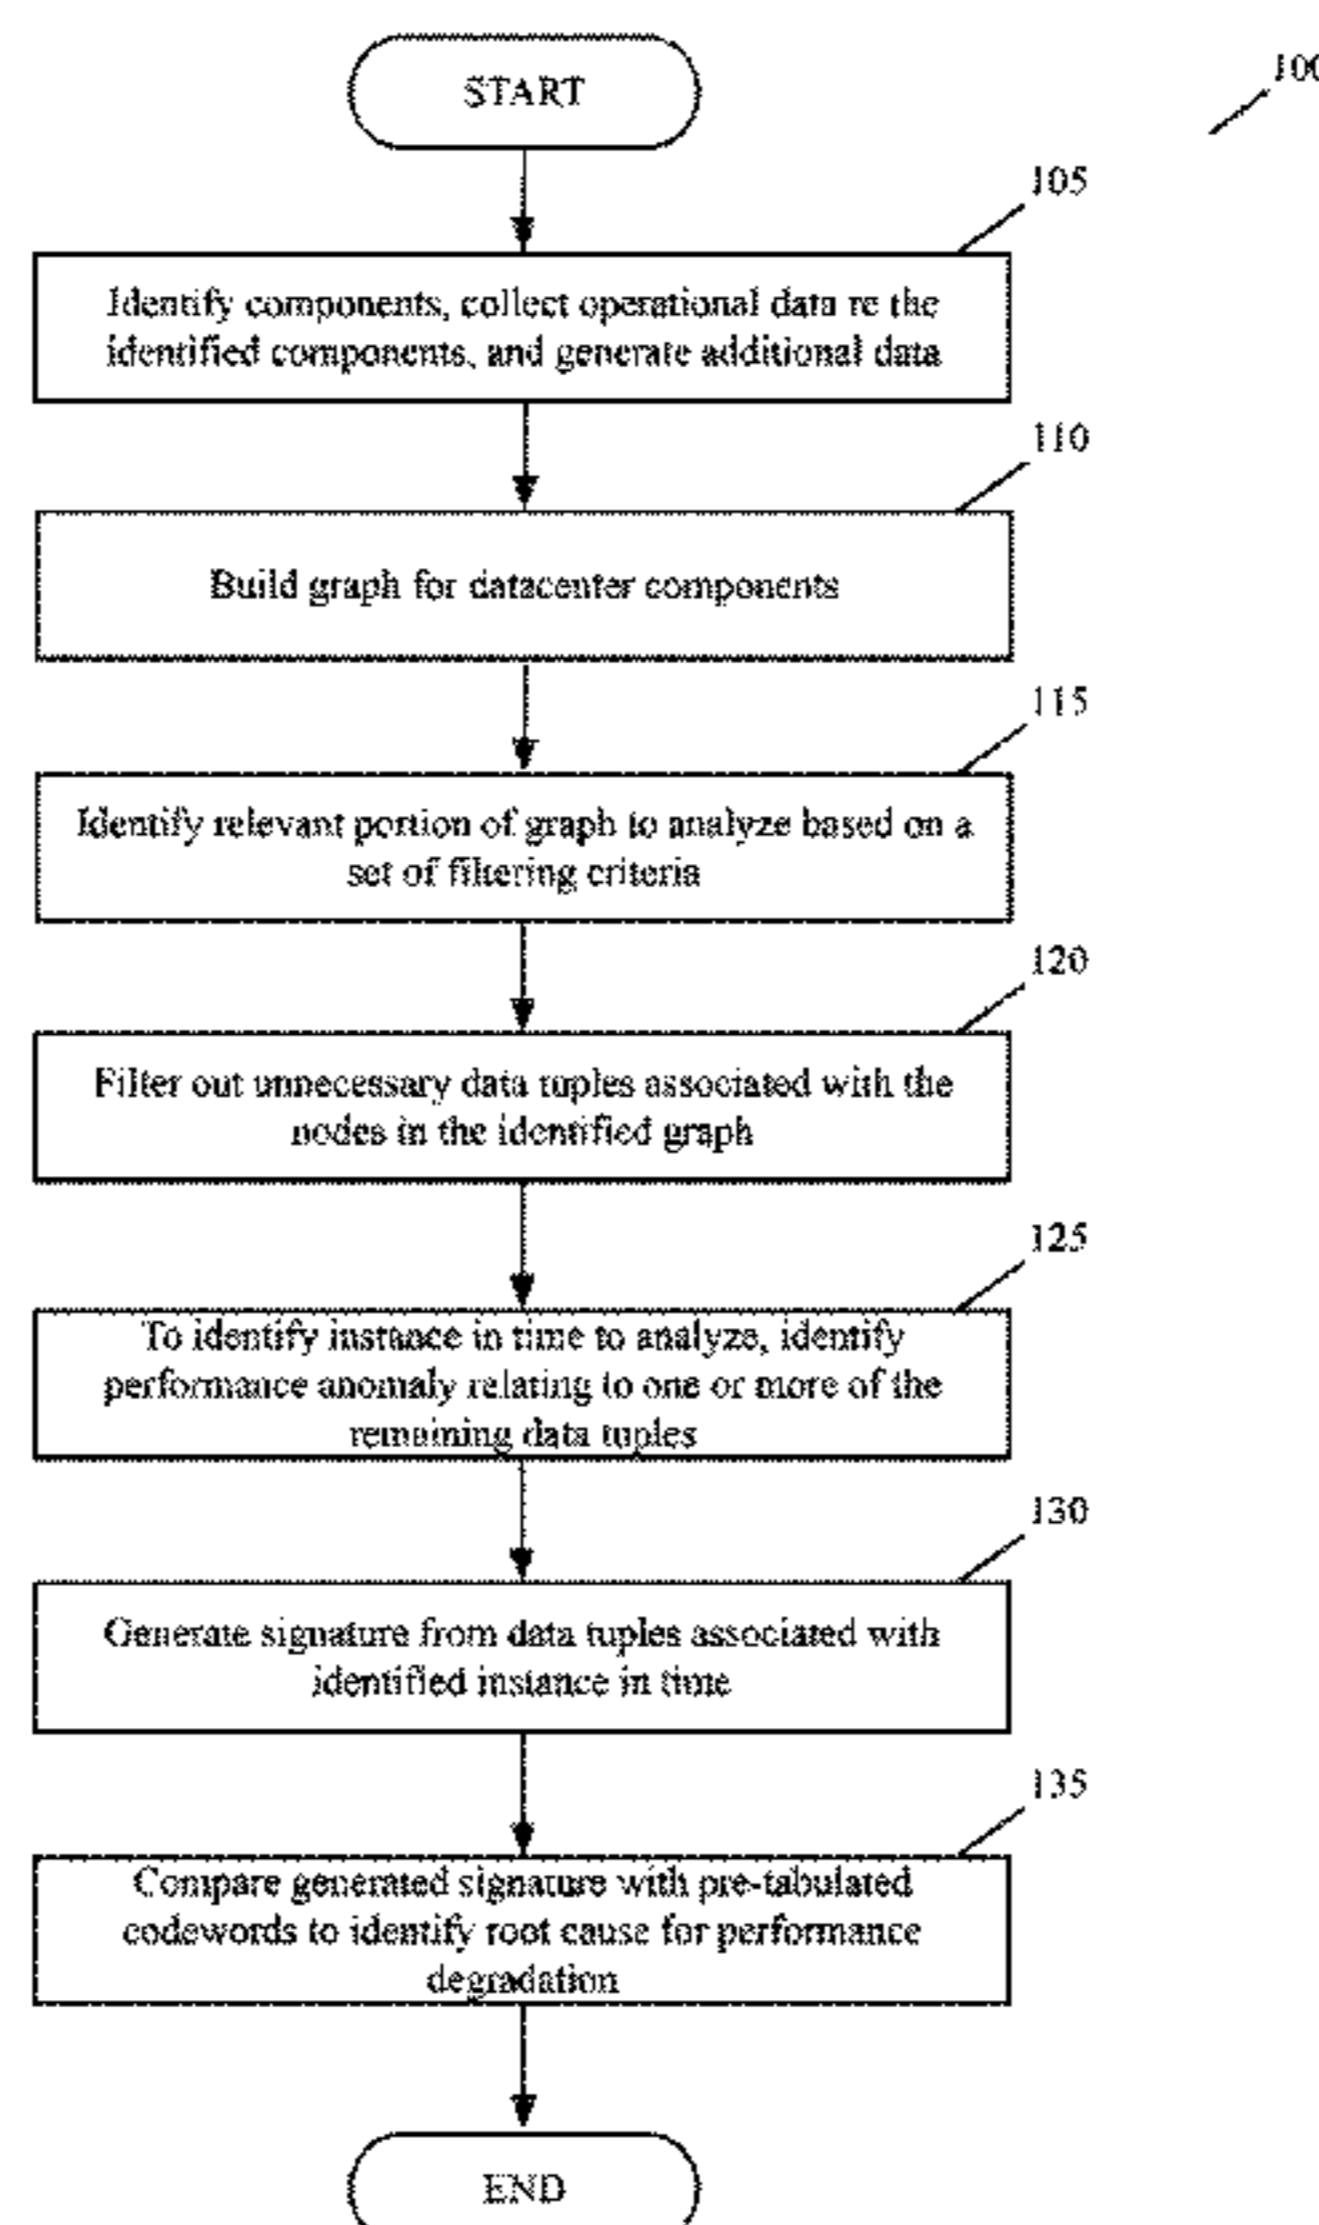 START
100
105
Identify components, collect operational data re the
identified components, and generate additional data
110
Build graph for datacenter components
115
Identify relevant portion of graph to analyze based on a
set of filtering criteria
120
Filter out unnecessary data tuples associated with the
nodes in the identified graph
125
To identify instance in time to analyze, identify
performance anomaly relating to one or more of the
remaining data tuples
130
Generate signature from data tuples associated with
identified instance in time
135
Compare generated signature with pre-tabulated
codewords to identify root cause for performance
degradation
END